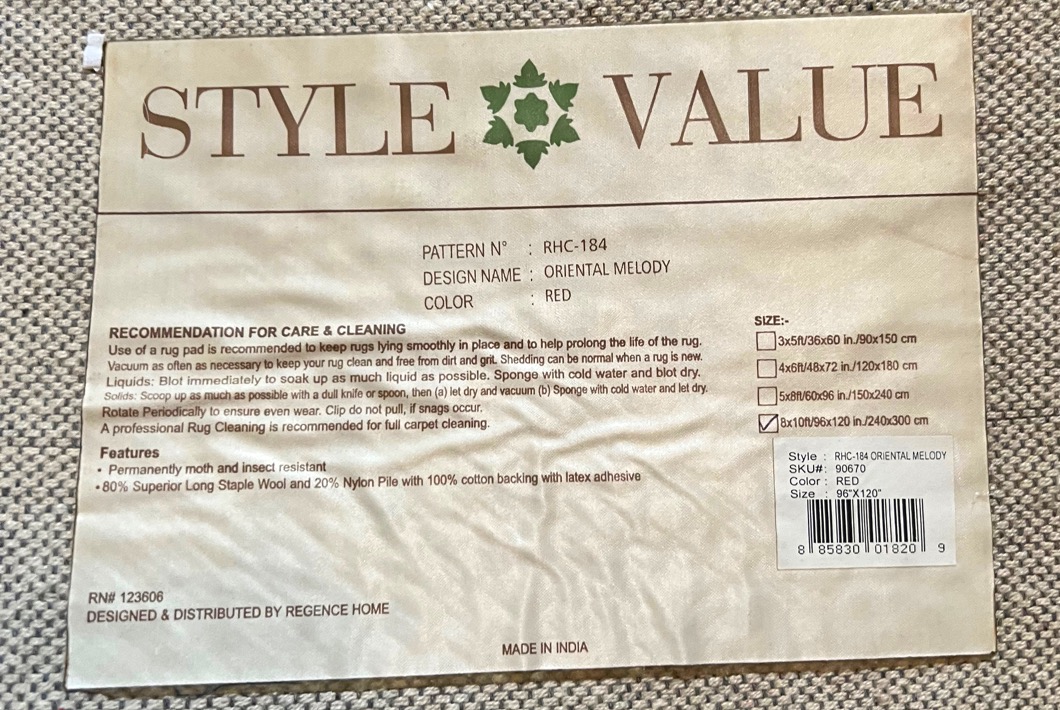 STYLE VALUE
PATTERN N° : RHC-184
DESIGN NAME : ORIENTAL MELODY
COLOR : RED
RECOMMENDATION FOR CARE & CLEANING
Use of a rug pad is recommended to keep rugs lying smoothly in place and to help prolong the life of the rug.
Vacuum as often as necessary to keep your rug clean and free from dirt and grit. Shedding can be normal when a rug is new.
Liquids: Blot immediately to soak up as much liquid as possible. Sponge with cold water and blot dry.
Solids: Scoop up as much as possible with a dull knife or spoon, then (a) let dry and vacuum (b) Sponge with cold water and let dry.
Rotate Periodically to ensure even wear. Clip do not pull, if snags occur.
A professional Rug Cleaning is recommended for full carpet cleaning.
Features
• Permanently moth and insect resistant
• 80% Superior Long Staple Wool and 20% Nylon Pile with 100% cotton backing with latex adhesive
SIZE:-
3x5ft/36x60 in./90x150 cm
4x6ft/48x72 in./120x180 cm
5x8ft/60x96 in./150x240 cm
8x10ft/96x120 in./240x300 cm
Style : RHC-184 ORIENTAL MELODY
SKU#: 90670
Color : RED
Size : 96"X120"
8 85830 01820 9
RN# 123606
DESIGNED & DISTRIBUTED BY REGENCE HOME
MADE IN INDIA